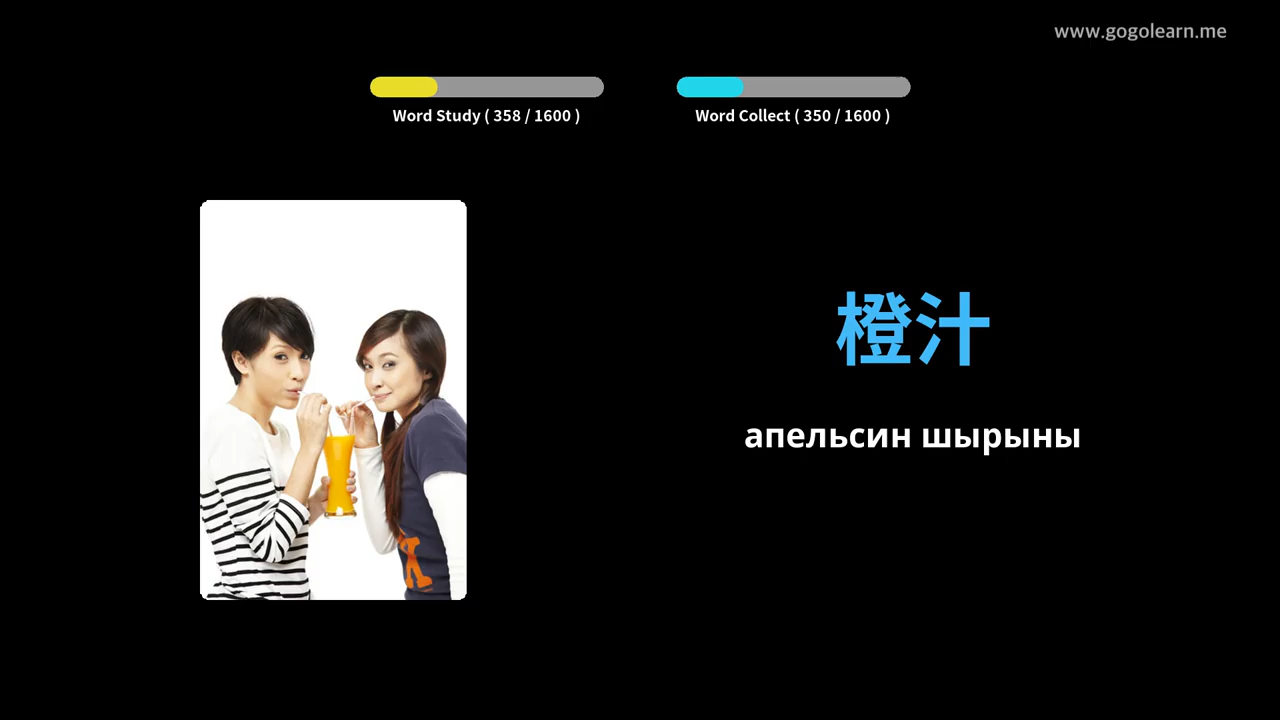 www.gogolearn.me
Word Study ( 358 / 1600 )
Word Collect ( 350 / 1600 )
橙汁
апельсин шырыны